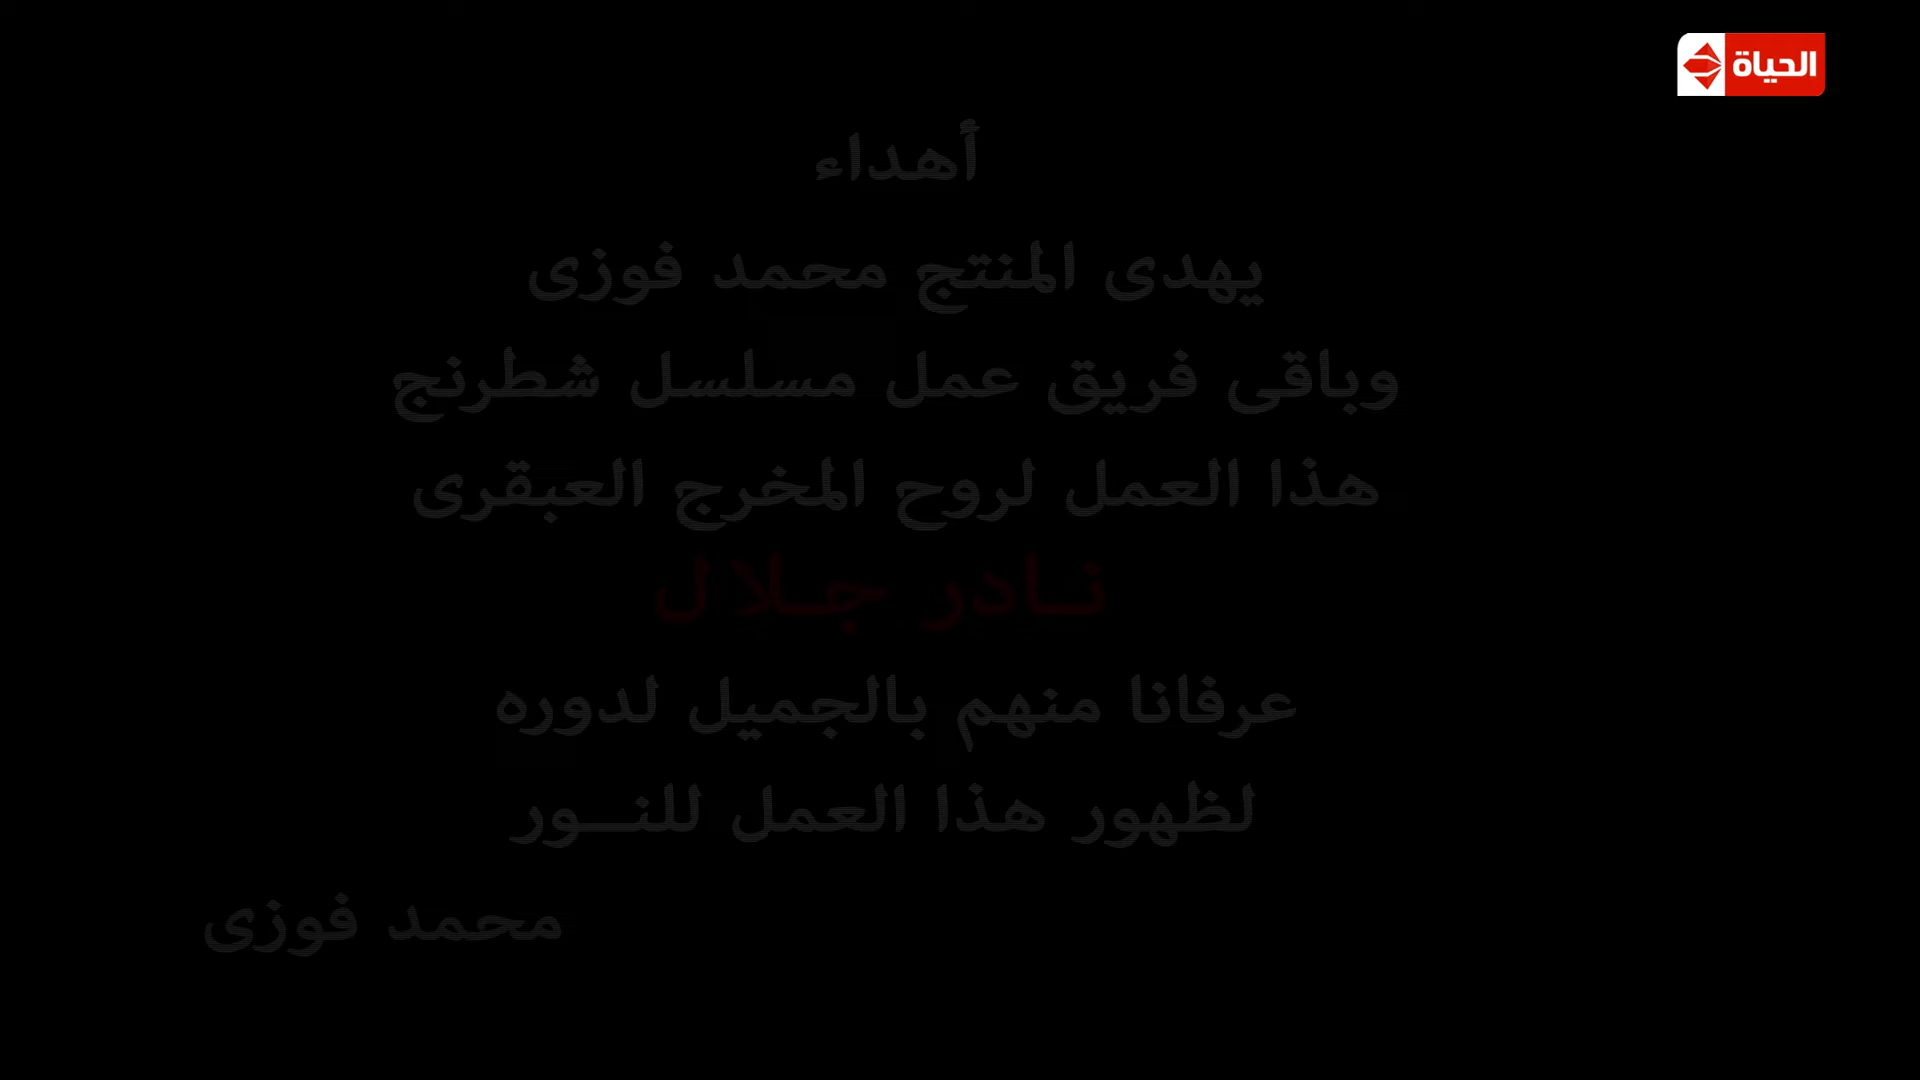 الحياة
أهداء
يهدى المنتج محمد فوزى
وباقى فريق عمل مسلسل شطرنج
هذا العمل لروح المخرج العبقرى
نـادر جـلال
عرفانا منهم بالجميل لدوره
لظهور هذا العمل للنـــور
محمد فوزى